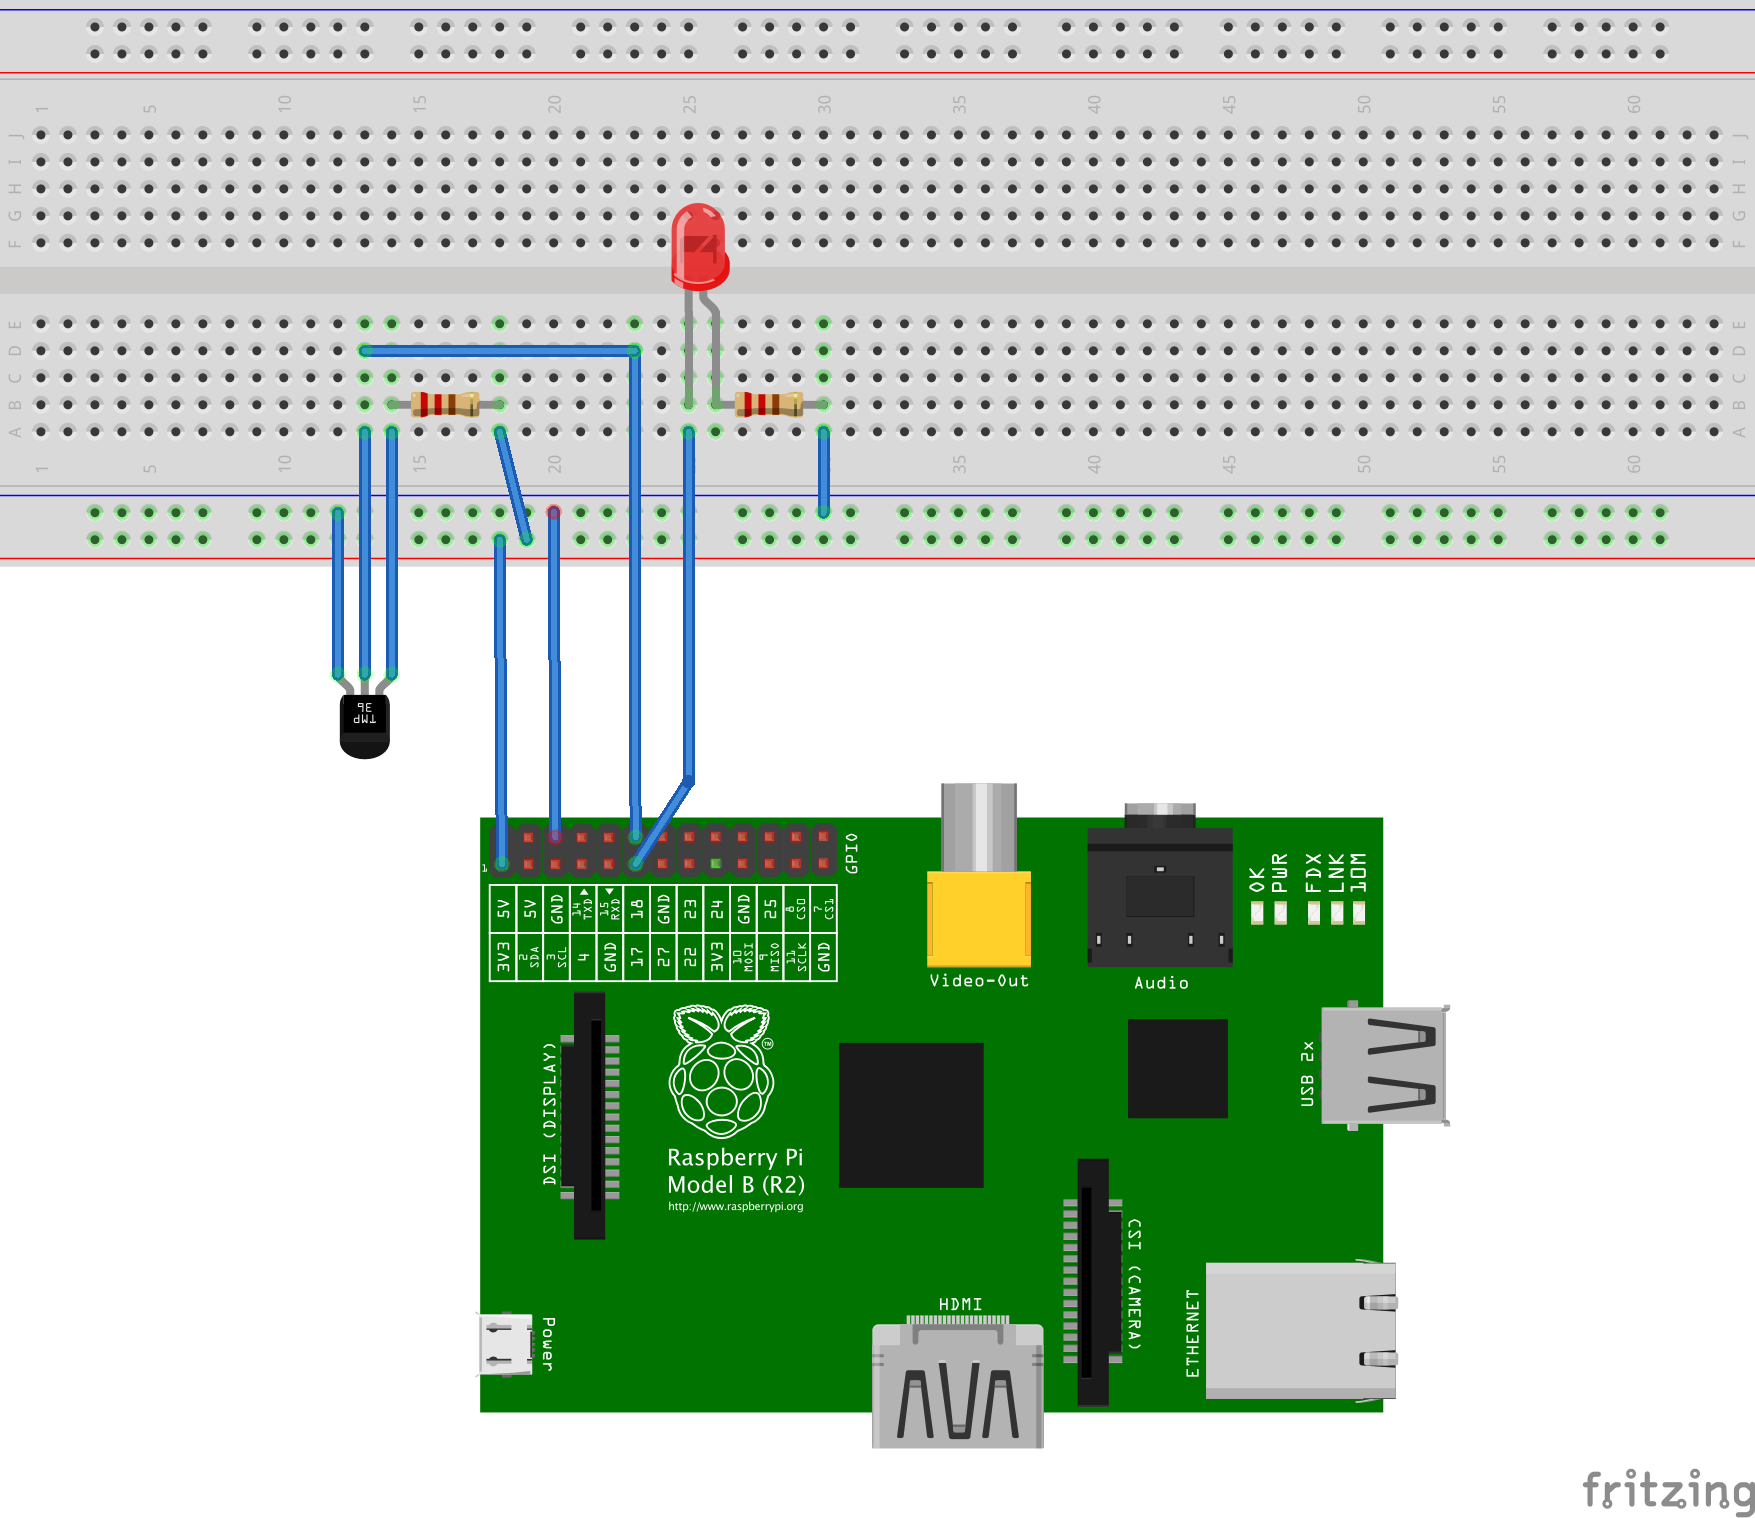 1 5 10 15 20 25 30 35 40 45 50 55 60
J J
I I
H H
G G
F F
E E
D D
C C
B B
A A
1 5 10 15 20 35 40 45 50 55 60
TMP
36
1
GPIO
5V 5V GND 14 TXD 15 RXD 18 GND 23 24 GND 25 8 CS0 7 CS1
3V3 2 SDA 3 SCL 4 GND 17 27 22 3V3 10 MOSI 9 MISO 11 SCLK GND
OK PWR FDX LNK 10M
Video-Out
Audio
USB 2x
DSI (DISPLAY)
TM
Raspberry Pi
Model B (R2)
http://www.raspberrypi.org
CSI (CAMERA)
HDMI
ETHERNET
Power
fritzing